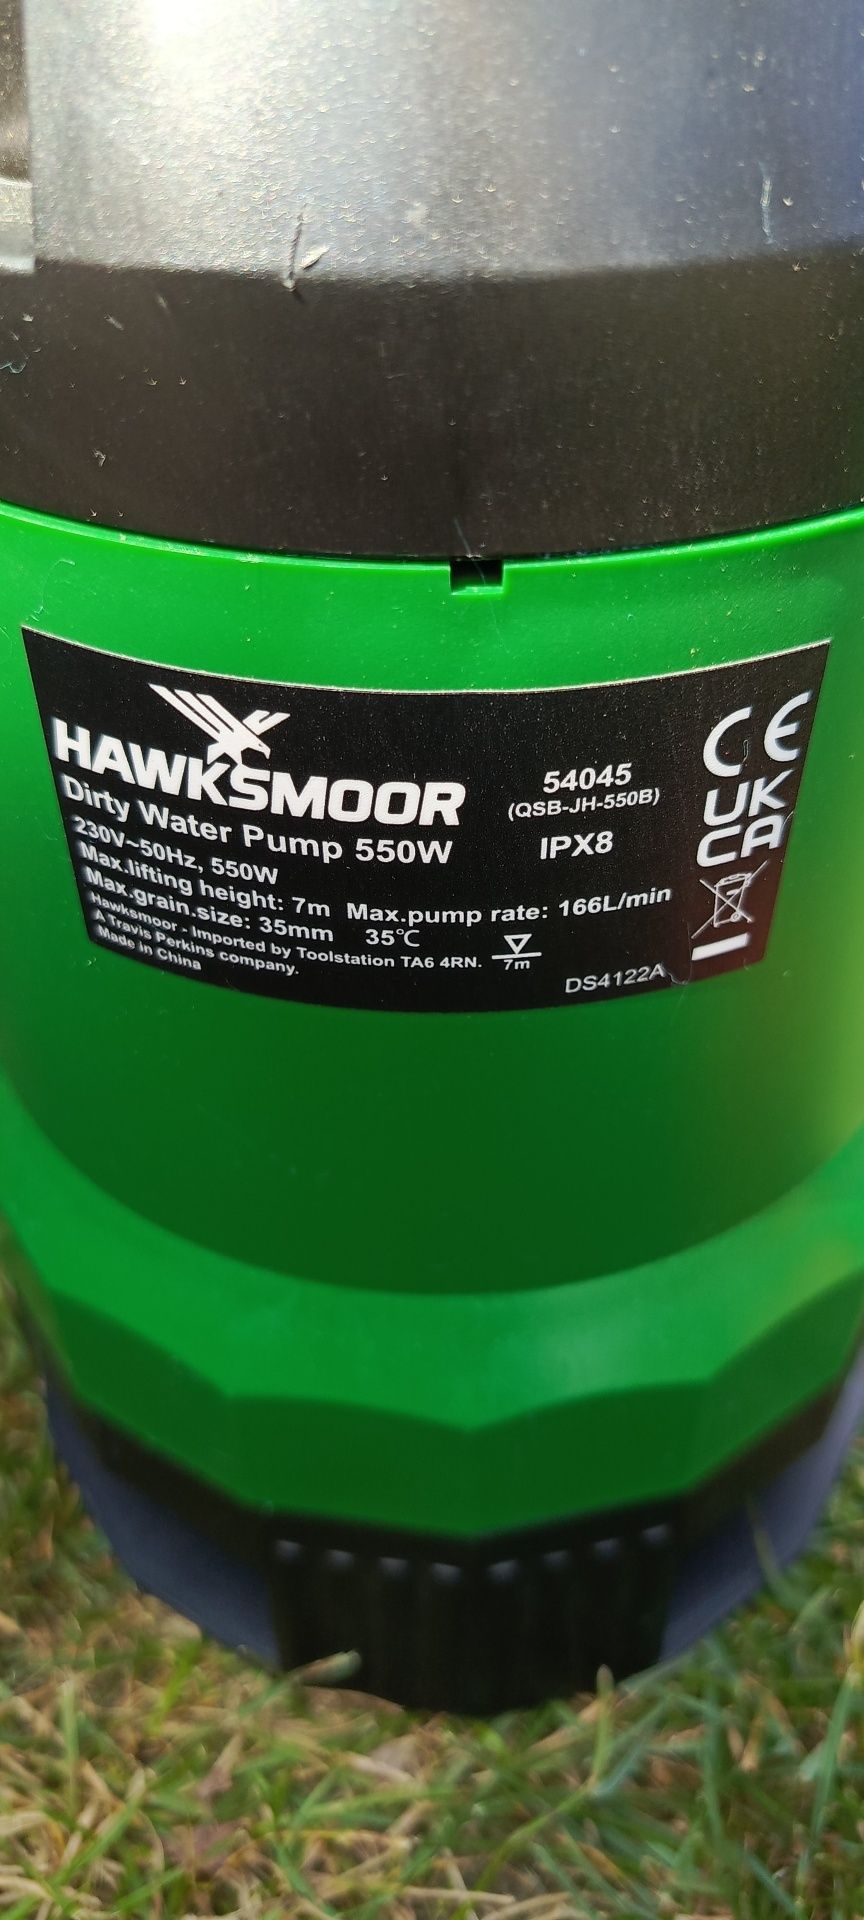 HAWKSMOOR
Dirty Water Pump 550W
230V~50Hz, 550W
Max.lifting height: 7m Max.pump rate: 166L/min
Max.grain.size: 35mm 35℃
Hawksmoor - Imported by Toolstation TA6 4RN.
A Travis Perkins company.
Made in China
7m
54045
(QSB-JH-550B)
IPX8
DS4122A
CE
UK
CA